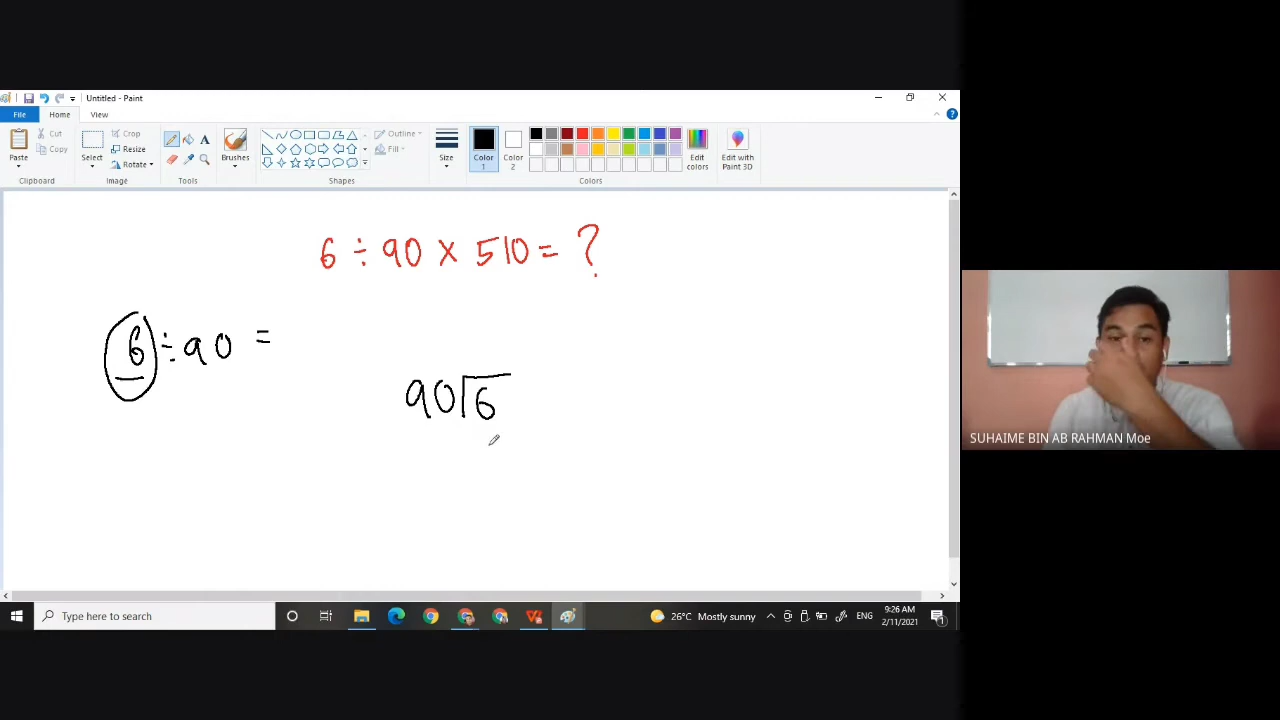 Untitled - Paint
File Home View
Paste
Cut
Copy
Clipboard
Select
Crop
Resize
Rotate
Image
A
Tools
Brushes
Shapes
Outline
Fill
Size
Color 1
Color 2
Edit colors
Colors
Edit with Paint 3D
6 ÷ 90 × 510 = ?
6 ÷ 90 =
90 6
SUHAIME BIN AB RAHMAN Moe
Type here to search
26°C Mostly sunny
ENG
9:26 AM
2/11/2021
1